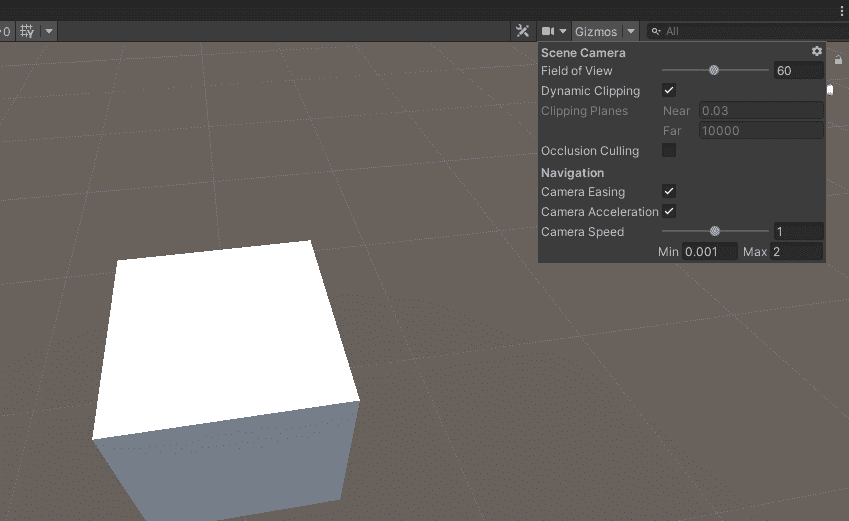 0 Gizmos All
Scene Camera
Field of View 60
Dynamic Clipping
Clipping Planes Near 0.03
Far 10000
Occlusion Culling
Navigation
Camera Easing
Camera Acceleration
Camera Speed 1
Min 0.001 Max 2